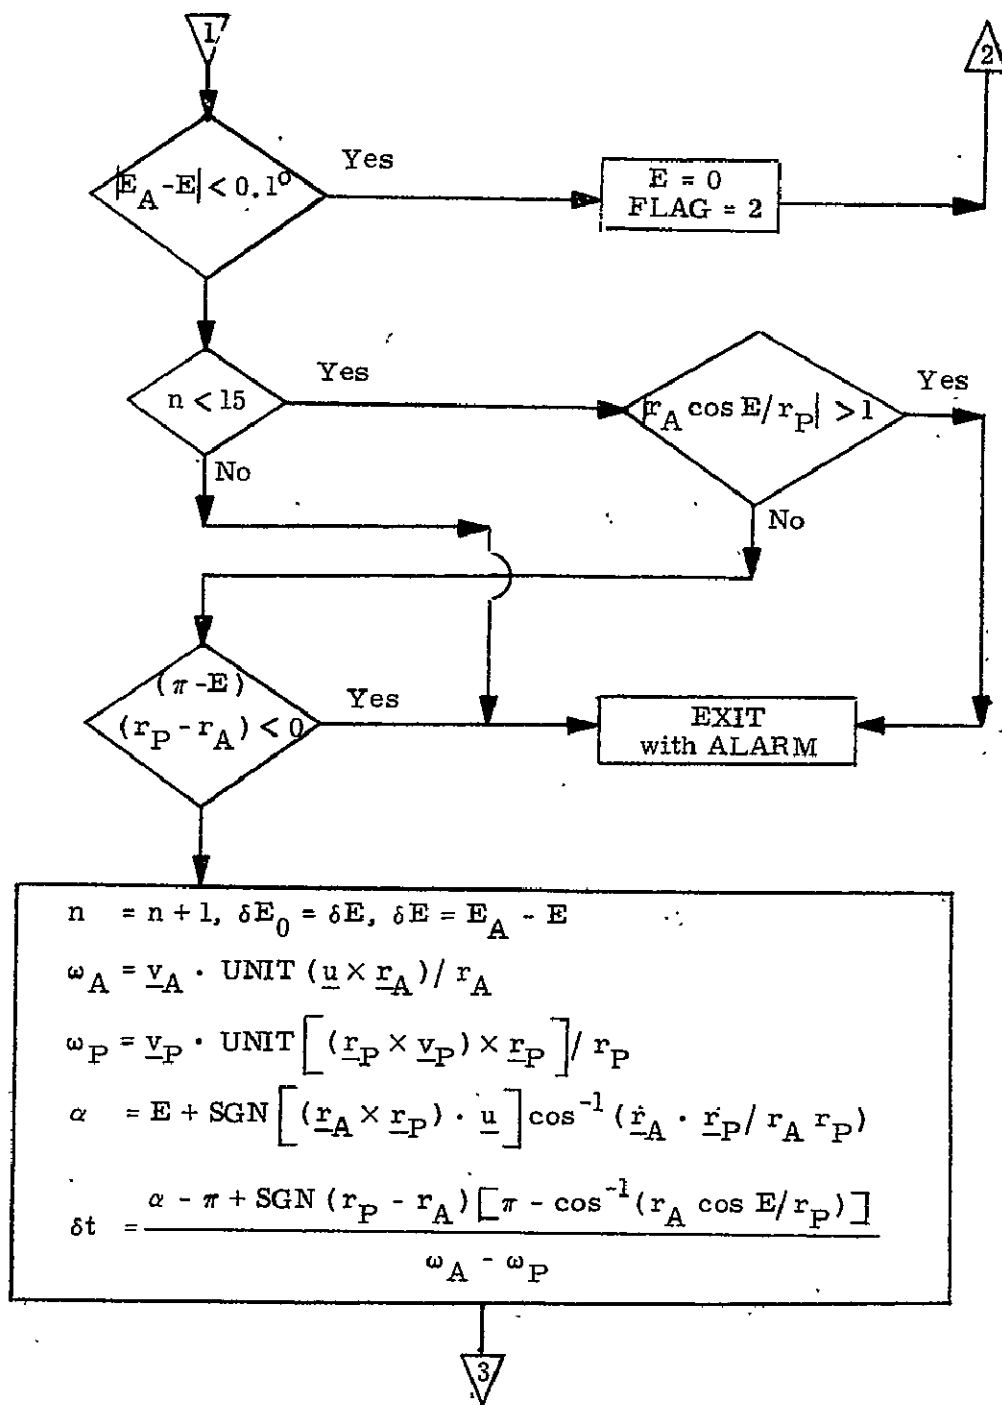 1
2
|E_A - E| < 0.1°
Yes
E = 0
FLAG = 2
n < 15
Yes
|r_A cos E/r_P| > 1
Yes
No
No
(π - E)
(r_P - r_A) < 0
Yes
EXIT
with ALARM
n = n + 1, δE_0 = δE, δE = E_A - E
ω_A = v_A · UNIT (u × r_A)/ r_A
ω_P = v_P · UNIT [(r_P × v_P) × r_P]/ r_P
α = E + SGN [(r_A × r_P) · u] cos⁻¹ (r_A · r_P/ r_A r_P)
δt = α - π + SGN (r_P - r_A) [π - cos⁻¹(r_A cos E/r_P)]
ω_A - ω_P
3